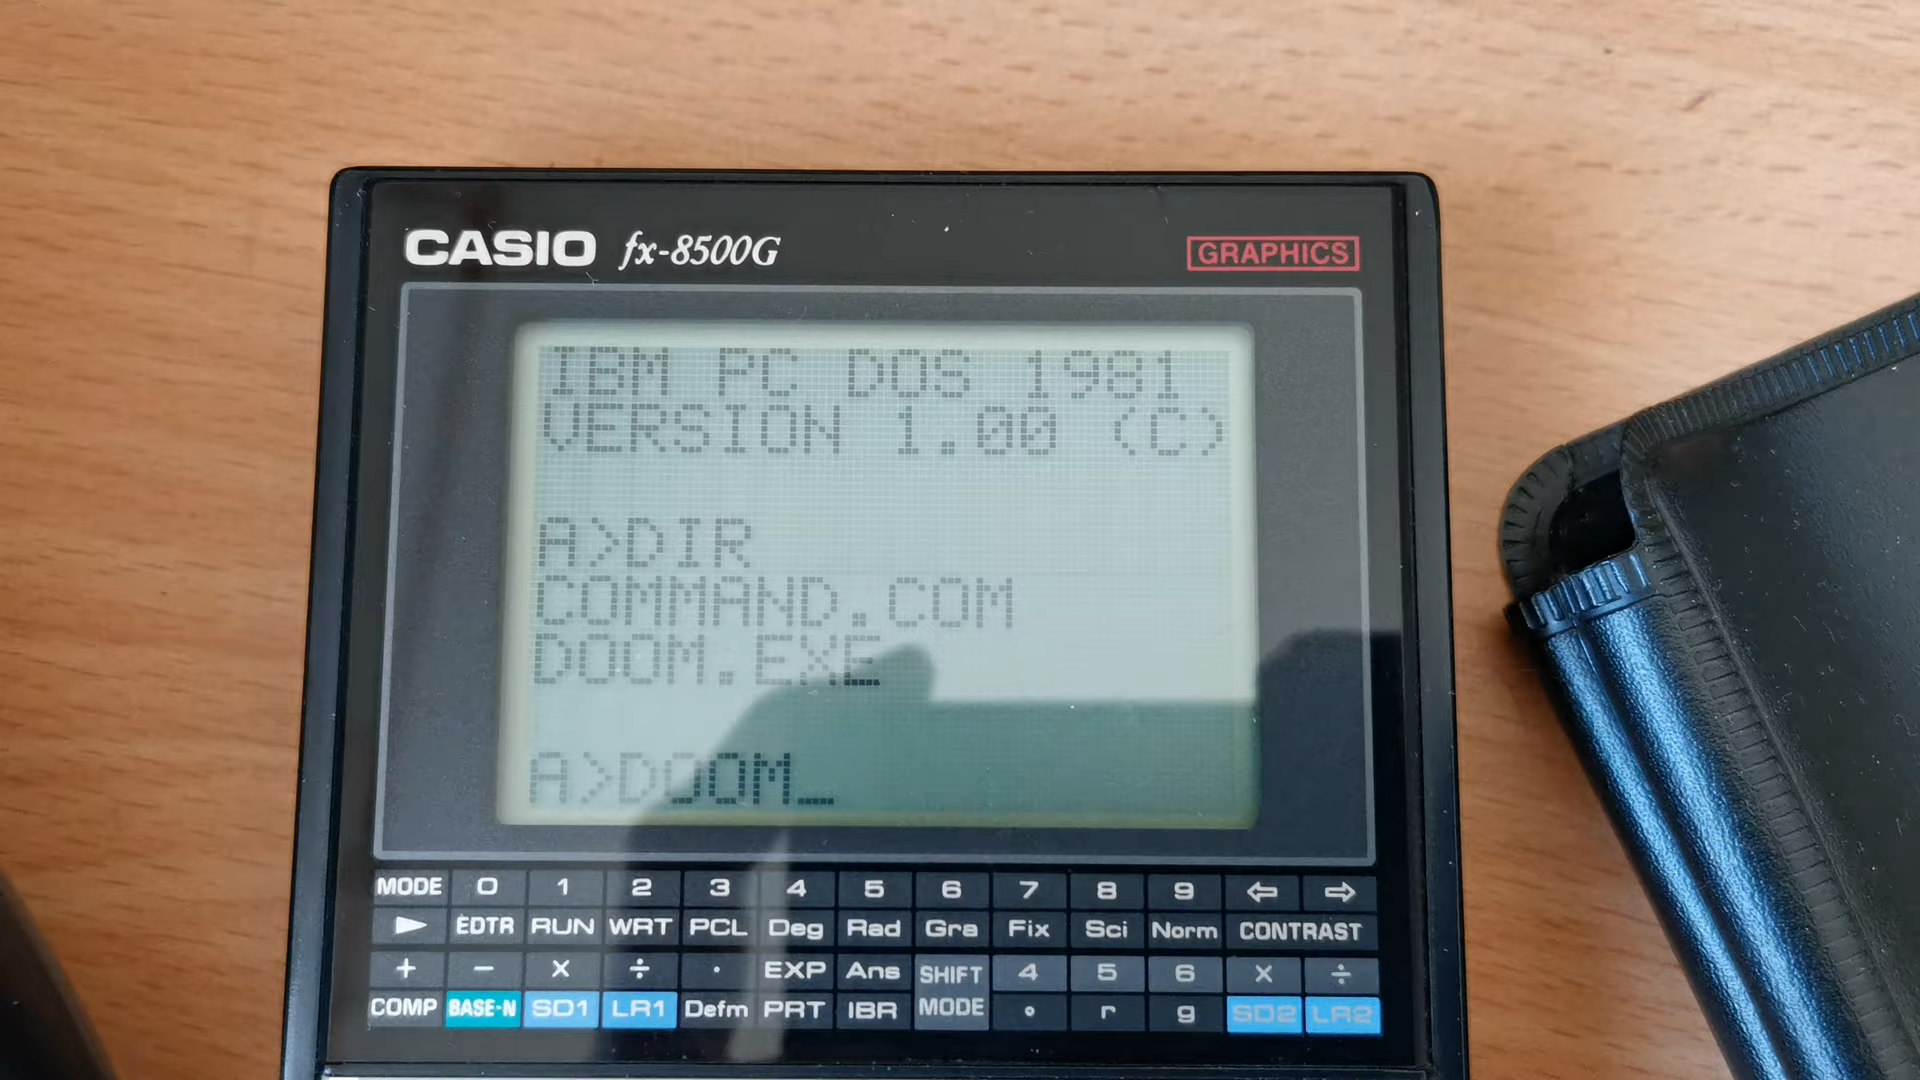 CASIO fx-8500G GRAPHICS
IBM PC DOS 1981
VERSION 1.00 (C)
A>DIR
COMMAND.COM
DOOM.EXE
A>DOOM_
MODE 0 1 2 3 4 5 6 7 8 9 ⇦ ⇨
▶ EDTR RUN WRT PCL Deg Rad Gra Fix Sci Norm CONTRAST
+ − × ÷ · EXP Ans SHIFT 4 5 6 × ÷
COMP BASE-N SD1 LR1 Defm PRT IBR MODE ° r g SD2 LR2